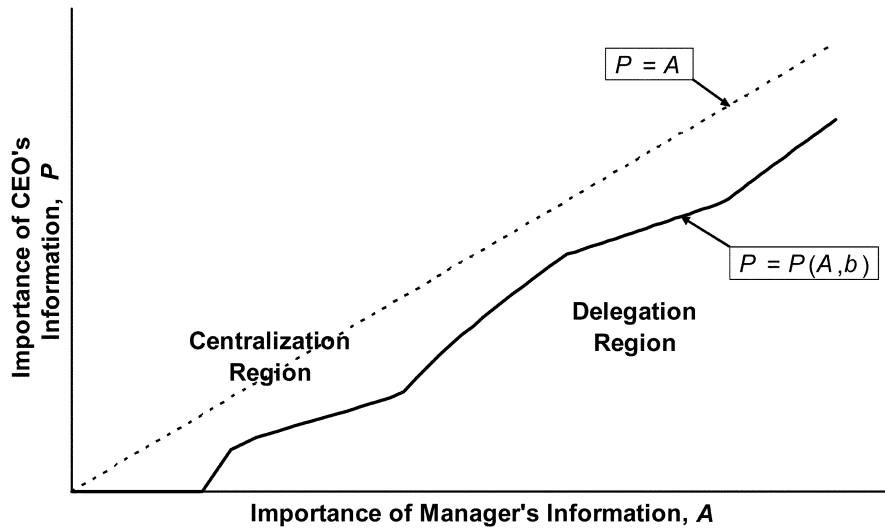 P = A
Importance of CEO's
Information, P
P = P(A,b)
Delegation
Region
Centralization
Region
Importance of Manager's Information, A